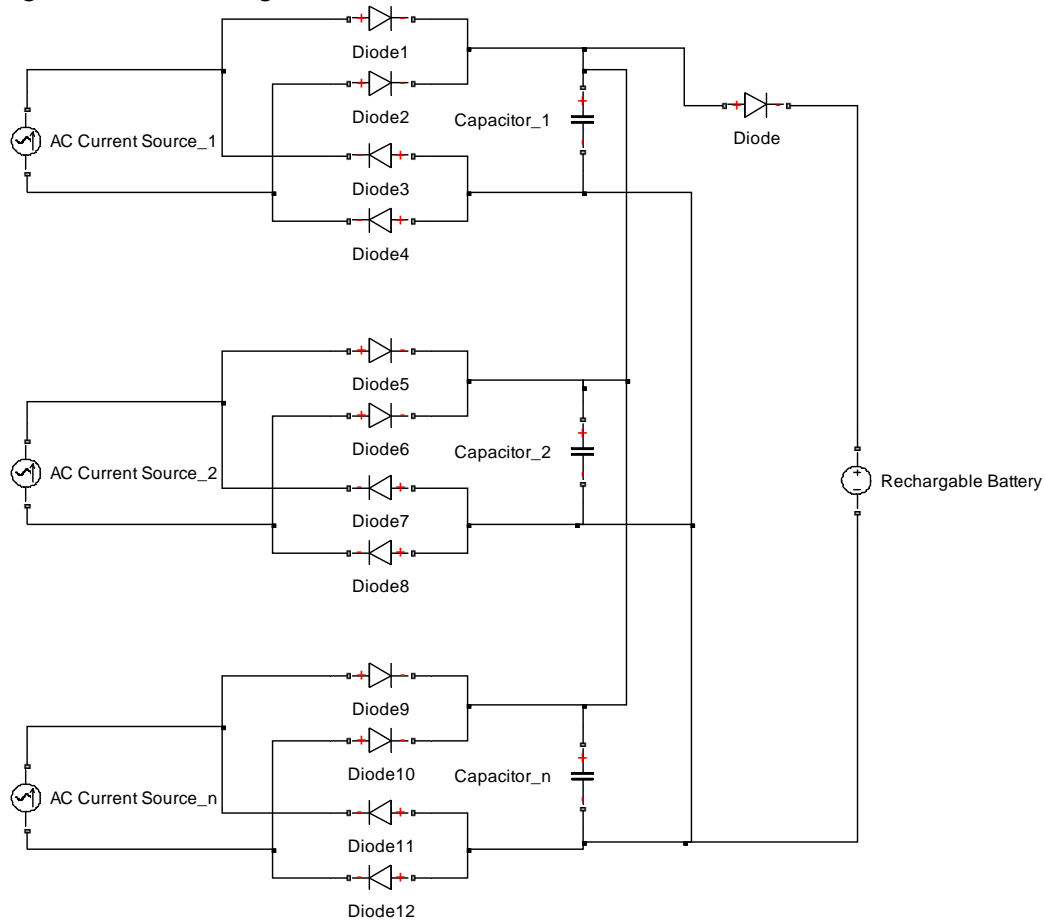 Diode1
Diode2
AC Current Source_1
Capacitor_1
Diode
Diode3
Diode4
Diode5
Diode6
AC Current Source_2
Capacitor_2
Rechargable Battery
Diode7
Diode8
Diode9
Diode10
AC Current Source_n
Capacitor_n
Diode11
Diode12